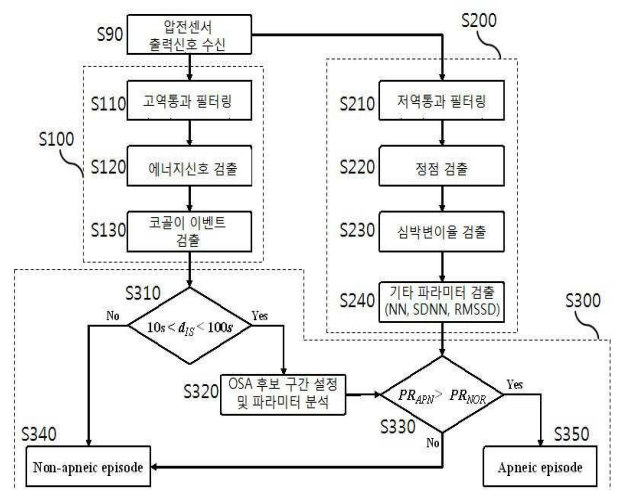 S90
압전센서
출력신호 수신
S200
S100
S110
고역통과 필터링
S120
에너지신호 검출
S130
코골이 이벤트
검출
S210
저역통과 필터링
S220
정점 검출
S230
심박변이율 검출
S240
기타 파라미터 검출
(NN, SDNN, RMSSD)
S300
S310
No
10s < dIS < 100s
Yes
S320
OSA 후보 구간 설정
및 파라미터 분석
PRAPN > PRNOR
Yes
S330
No
S340
Non-apneic episode
S350
Apneic episode